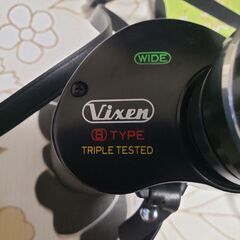 WIDE
Vixen
B TYPE
TRIPLE TESTED